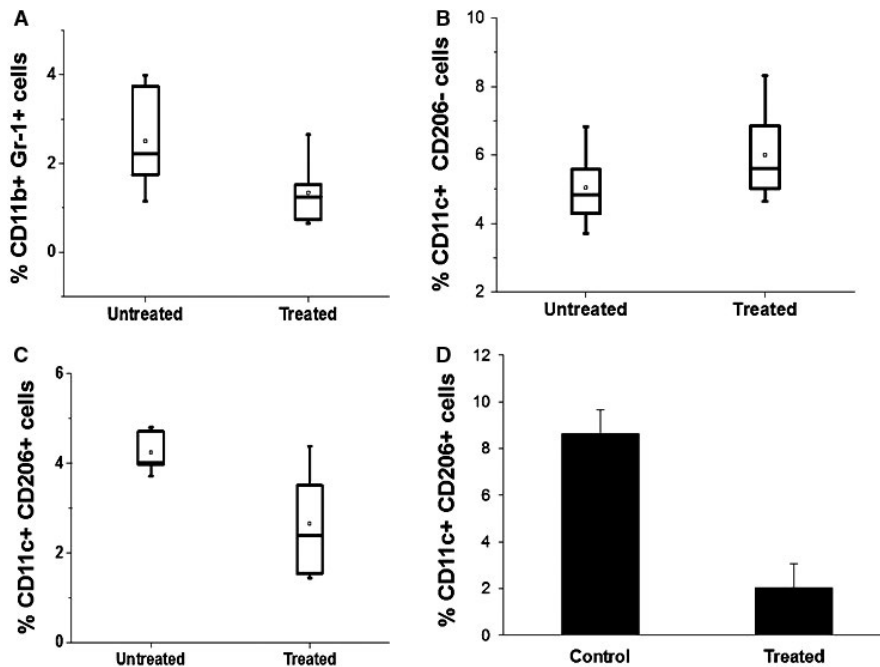 A
% CD11b+ Gr-1+ cells
4
2
0
Untreated Treated
B
% CD11c+ CD206- cells
10
8
6
4
2
Untreated Treated
C
% CD11c+ CD206+ cells
6
4
2
0
Untreated Treated
D
% CD11c+ CD206+ cells
12
10
8
6
4
2
0
Control Treated